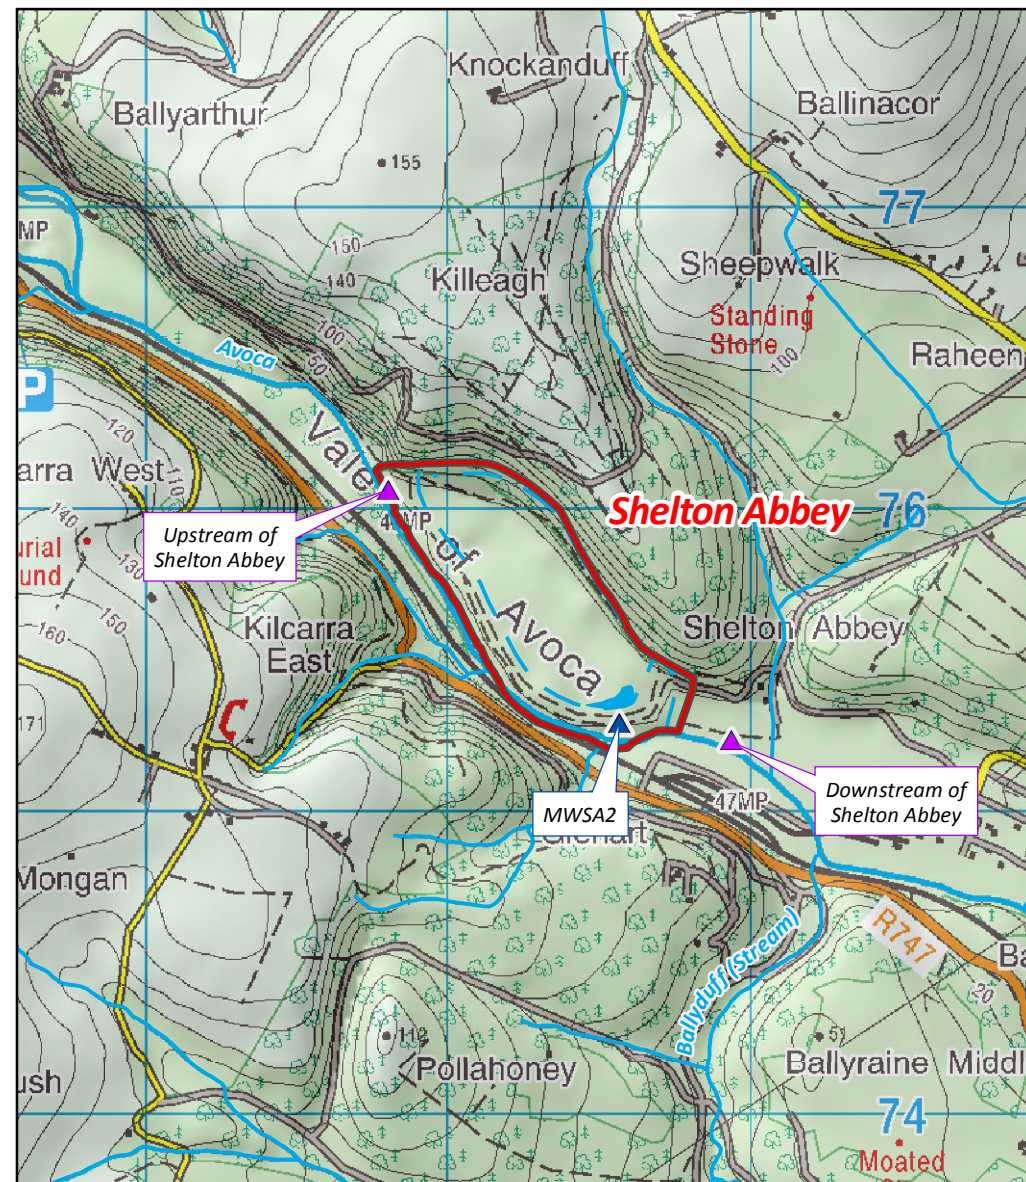 Knockanduff
Ballyarthur
Ballinacor
155
77
MP
150
140
Killeagh
Sheepwalk
Standing
Stone
100
Raheen
100
50
Avoca
P
120
110
Vale
of
Avoca
arra West
140
130
150
160
urial
und
Upstream of
Shelton Abbey
Shelton Abbey
76
Kilcarra
East
Shelton Abbey
171
MWSA2
47MP
Downstream of
Shelton Abbey
Mongan
R747
Ba
20
Ballyduff (Stream)
51
Pollahoney
Ballyraine Middl
ush
74
Moated